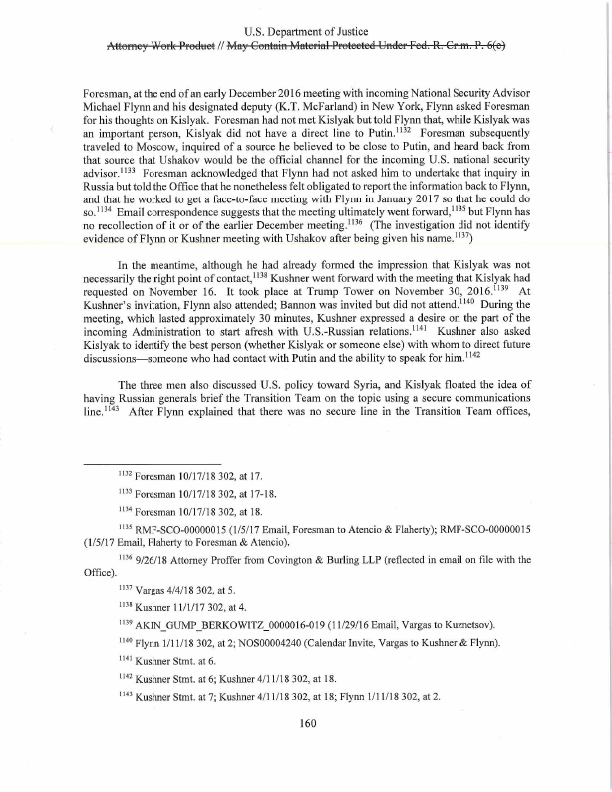 U.S. Department of Justice
Attorney Work Product // May Contain Material Protected Under Fed. R. Crim. P. 6(e)
Foresman, at the end of an early December 2016 meeting with incoming National Security Advisor
Michael Flynn and his designated deputy (K.T. McFarland) in New York, Flynn asked Foresman
for his thoughts on Kislyak. Foresman had not met Kislyak but told Flynn that, while Kislyak was
an important person, Kislyak did not have a direct line to Putin.1132 Foresman subsequently
traveled to Moscow, inquired of a source he believed to be close to Putin, and heard back from
that source that Ushakov would be the official channel for the incoming U.S. national security
advisor.1133 Foresman acknowledged that Flynn had not asked him to undertake that inquiry in
Russia but told the Office that he nonetheless felt obligated to report the information back to Flynn,
and that he worked to get a face-to-face meeting with Flynn in January 2017 so that he could do
so.1134 Email correspondence suggests that the meeting ultimately went forward,1135 but Flynn has
no recollection of it or of the earlier December meeting.1136 (The investigation did not identify
evidence of Flynn or Kushner meeting with Ushakov after being given his name.1137)
In the meantime, although he had already formed the impression that Kislyak was not
necessarily the right point of contact,1138 Kushner went forward with the meeting that Kislyak had
requested on November 16. It took place at Trump Tower on November 30, 2016.1139 At
Kushner's invitation, Flynn also attended; Bannon was invited but did not attend.1140 During the
meeting, which lasted approximately 30 minutes, Kushner expressed a desire on the part of the
incoming Administration to start afresh with U.S.-Russian relations.1141 Kushner also asked
Kislyak to identify the best person (whether Kislyak or someone else) with whom to direct future
discussions—someone who had contact with Putin and the ability to speak for him.1142
The three men also discussed U.S. policy toward Syria, and Kislyak floated the idea of
having Russian generals brief the Transition Team on the topic using a secure communications
line.1143 After Flynn explained that there was no secure line in the Transition Team offices,
1132 Foresman 10/17/18 302, at 17.
1133 Foresman 10/17/18 302, at 17-18.
1134 Foresman 10/17/18 302, at 18.
1135 RMF-SCO-00000015 (1/5/17 Email, Foresman to Atencio & Flaherty); RMF-SCO-00000015
(1/5/17 Email, Flaherty to Foresman & Atencio).
1136 9/26/18 Attorney Proffer from Covington & Burling LLP (reflected in email on file with the
Office).
1137 Vargas 4/4/18 302, at 5.
1138 Kushner 11/1/17 302, at 4.
1139 AKIN_GUMP_BERKOWITZ_0000016-019 (11/29/16 Email, Vargas to Kuznetsov).
1140 Flynn 1/11/18 302, at 2; NOS00004240 (Calendar Invite, Vargas to Kushner & Flynn).
1141 Kushner Stmt. at 6.
1142 Kushner Stmt. at 6; Kushner 4/11/18 302, at 18.
1143 Kushner Stmt. at 7; Kushner 4/11/18 302, at 18; Flynn 1/11/18 302, at 2.
160